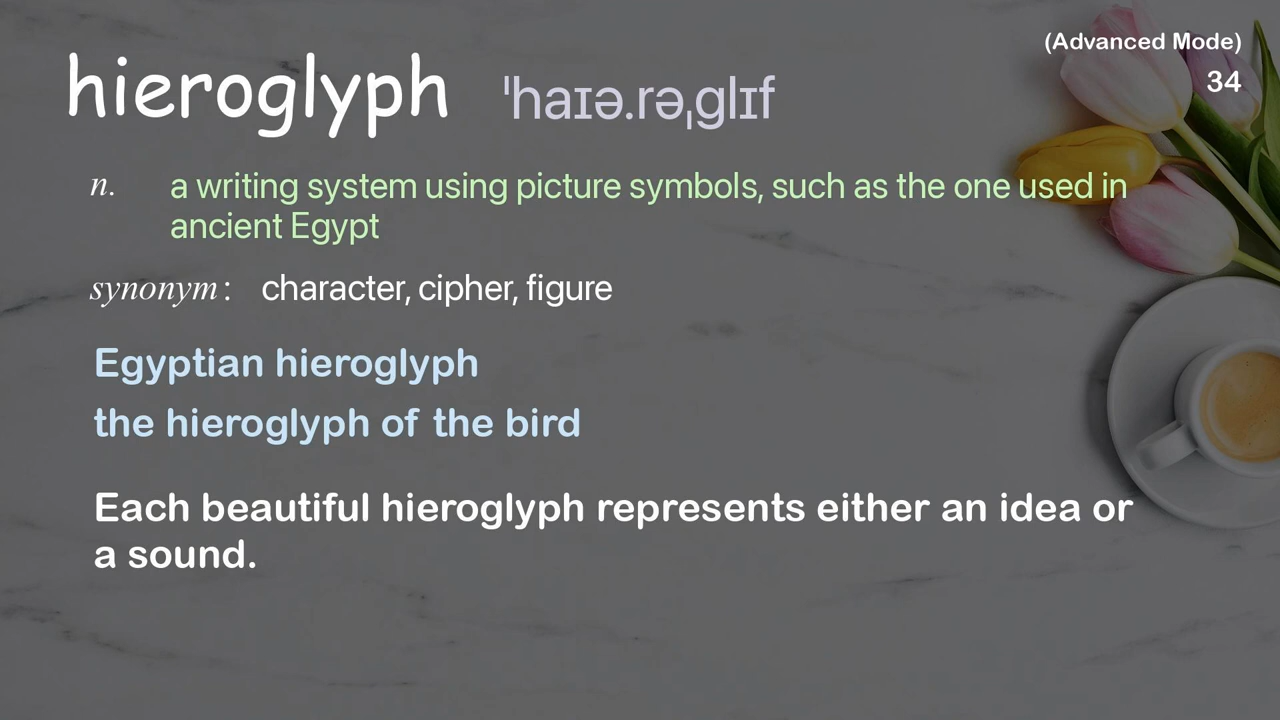 (Advanced Mode)
hieroglyph ˈhaɪə.rəˌglɪf
34
n. a writing system using picture symbols, such as the one used in
ancient Egypt
synonym: character, cipher, figure
Egyptian hieroglyph
the hieroglyph of the bird
Each beautiful hieroglyph represents either an idea or
a sound.